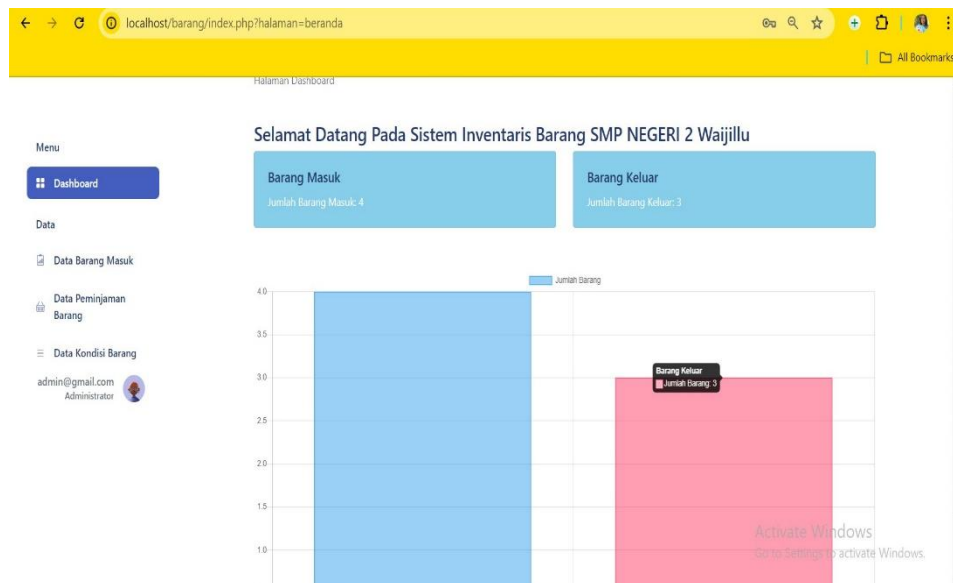 localhost/barang/index.php?halaman=beranda
All Bookmarks
Halaman Dashboard
Selamat Datang Pada Sistem Inventaris Barang SMP NEGERI 2 Waijillu
Menu
Dashboard
Data
Data Barang Masuk
Data Peminjaman
Barang
Data Kondisi Barang
admin@gmail.com
Administrator
Barang Masuk
Jumlah Barang Masuk: 4
Barang Keluar
Jumlah Barang Keluar: 3
Jumlah Barang
4.0
3.5
3.0
2.5
2.0
1.5
1.0
Barang Keluar
Jumlah Barang: 3
Activate Windows
Go to Settings to activate Windows.